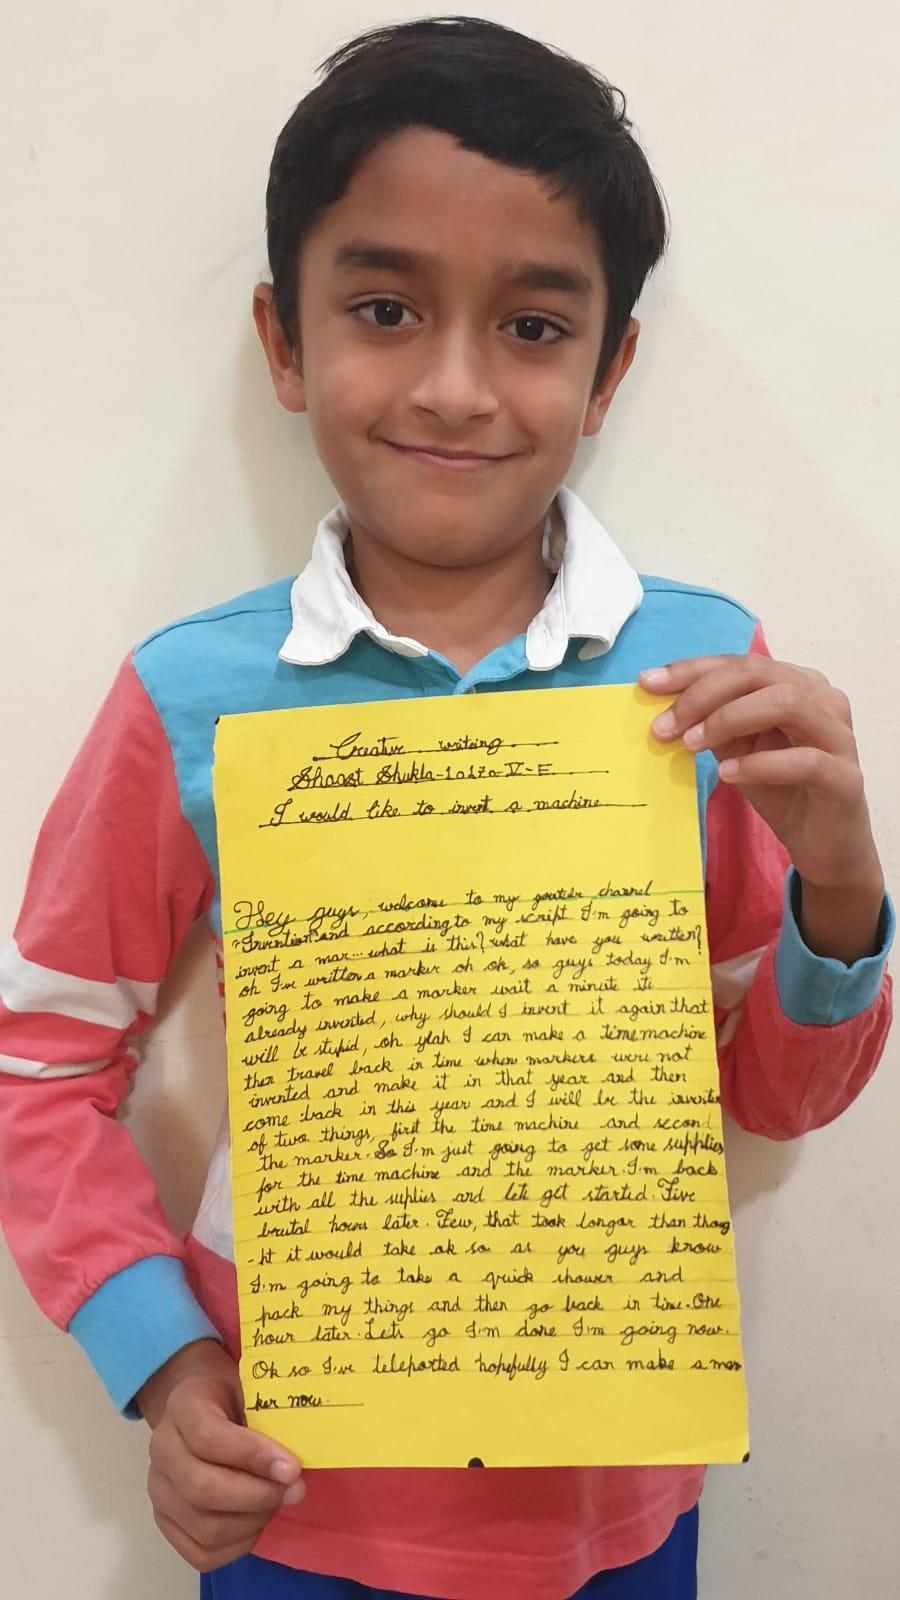 Creative writing
Shaast Shukla-10170-V-E
I would like to invent a machine
Hey guys, welcome to my channel
"Invention" and according to my script I'm going to
invent a mar... what is this? what have you written?
oh I've written a marker oh ok, so guys today I'm
going to make a marker wait a minute its
already invented, why should I invent it again that
will be stupid, oh yeah I can make a time machine
then travel back in time when markers were not
invented and make it in that year and then
come back in this year and I will be the inventer
of two things, first the time machine and second
the marker. So I'm just going to get some supplies
for the time machine and the marker. I'm back
with all the suplies and lets get started. Five
brutal hours later. Few, that took longar than thoug
-ht it would take ok so as you guys know
I'm going to take a quick shower and
pack my things and then go back in time. One
hour later. Lets go I'm done I'm going now.
Ok so I've teleported hopefully I can make a mar
ker now.